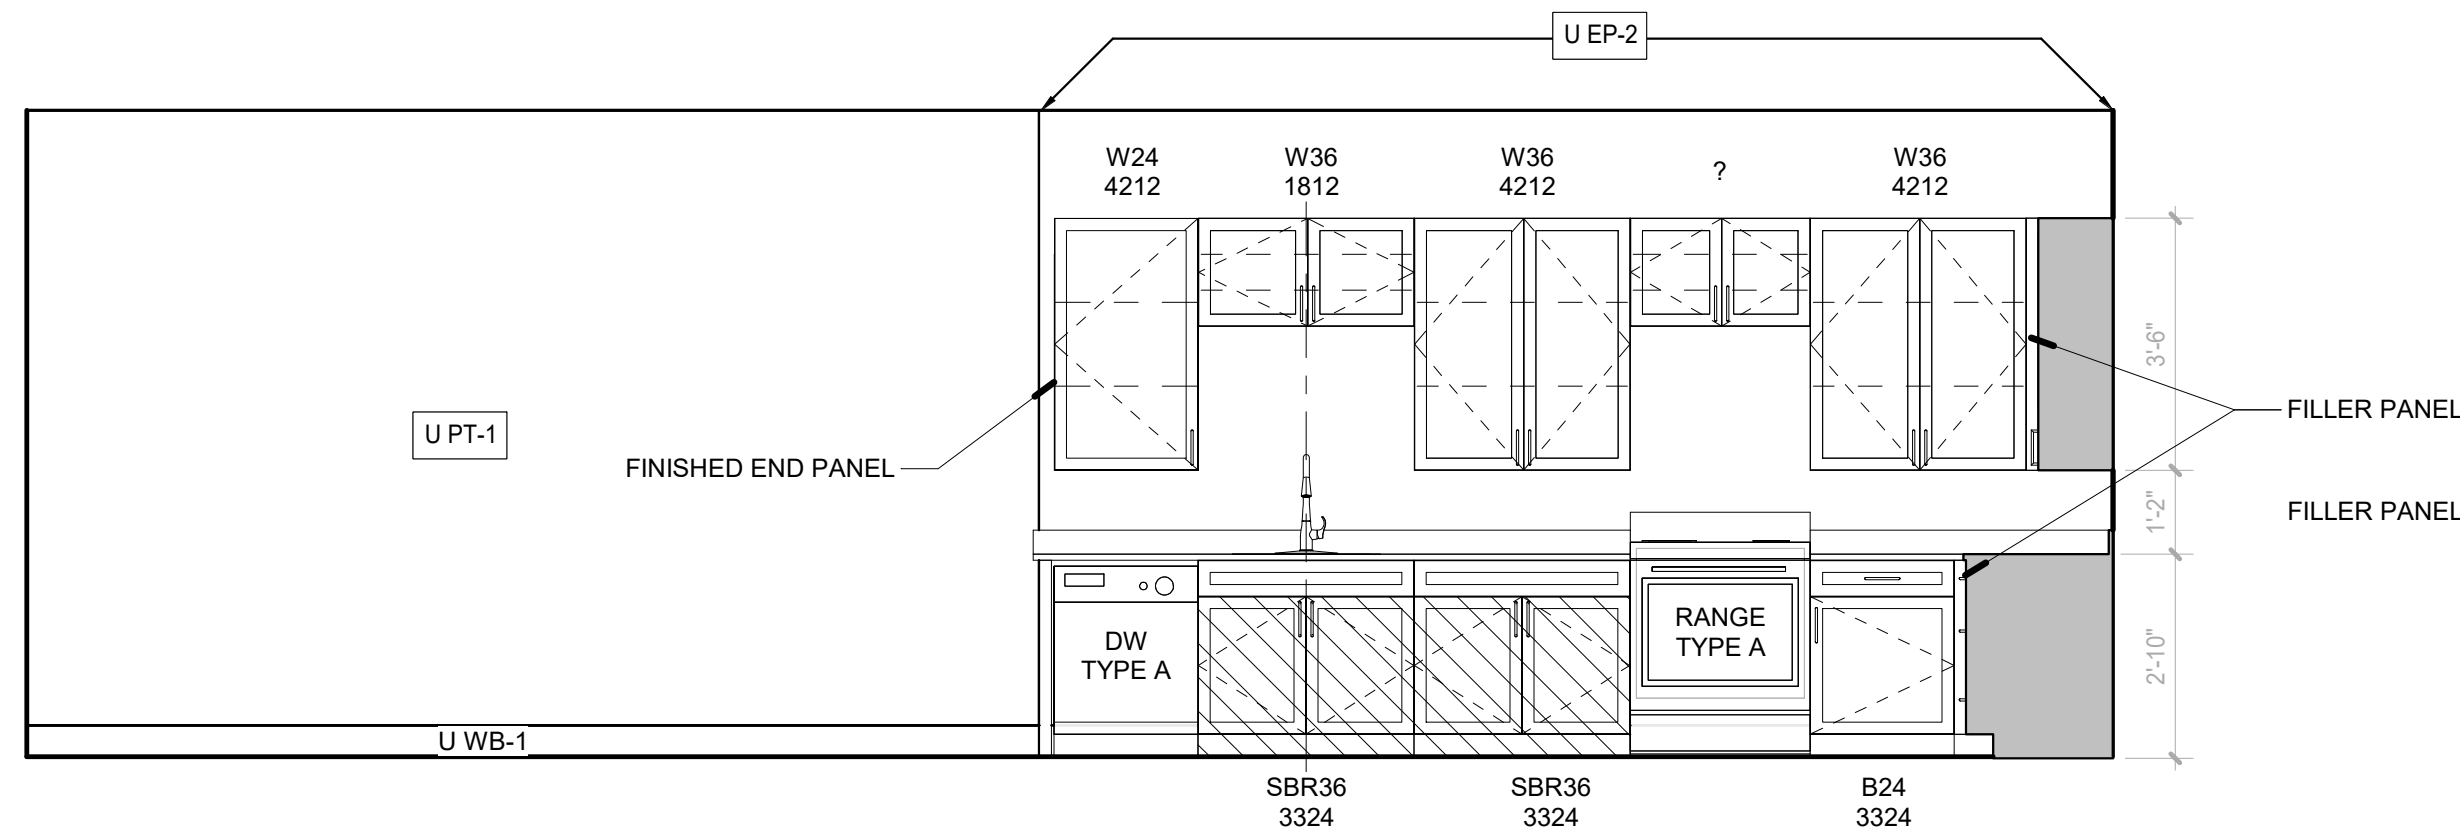 U EP-2
W24
4212
W36
1812
W36
4212
?
W36
4212
3'-6"
FILLER PANEL
U PT-1
FINISHED END PANEL
1'-2"
FILLER PANEL
DW
TYPE A
RANGE
TYPE A
2'-10"
U WB-1
SBR36
3324
SBR36
3324
B24
3324